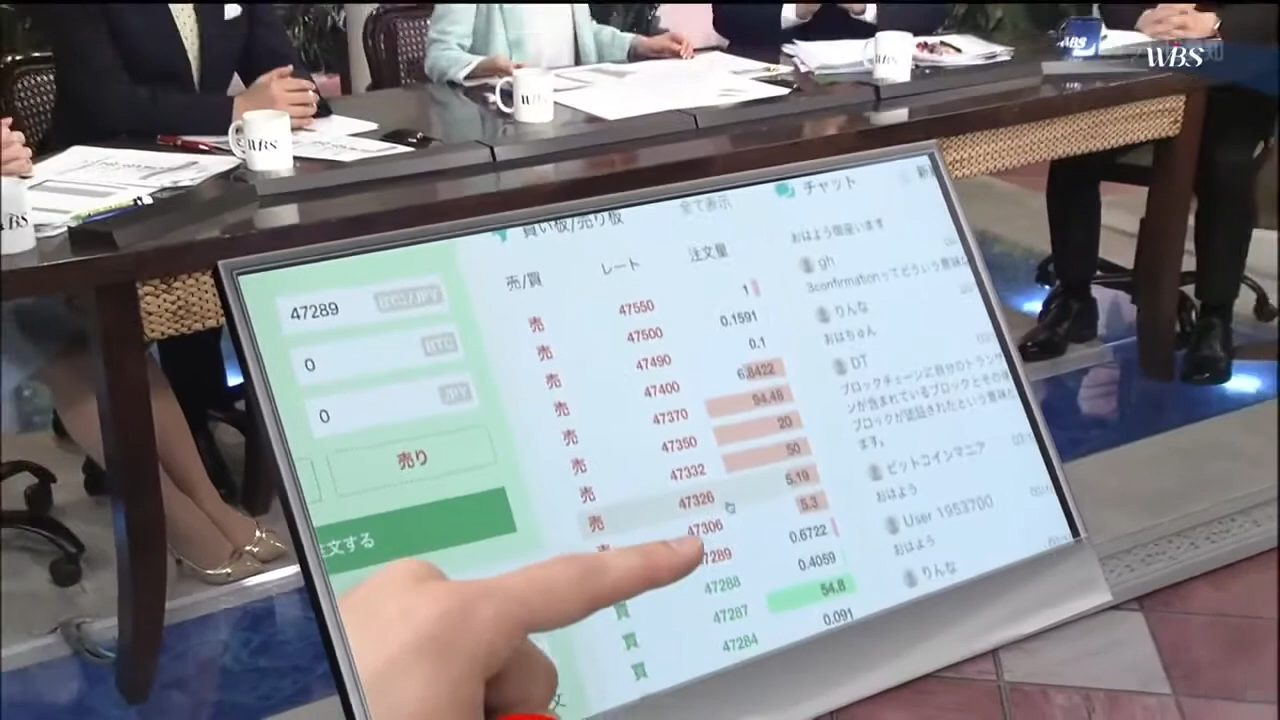 WBS
WBS
WBS
WBS
WBS
WBS
買い板/売り板
全て表示
チャット
売/買
レート
注文量
47289
BTC/JPY
0
BTC
0
JPY
売り
注文する
売 47550 1
売 47500 0.1591
売 47490 0.1
売 47400 6.8422
売 47370 94.48
売 47350 20
売 47332 50
売 47326 5.19
47306 5.3
7289 0.6722
47288 0.4059
買 47287 54.8
買 47284 0.091
買
おはよう御座います
gh
3confirmationってどういう意味な
りんな
おはちゅん
DT
ブロックチェーンに自分のトランザ
ンが含まれているブロックとその後
ブロックが認証されたという意味
ます。
ビットコインマニア
おはよう
User 1953700
おはよう
りんな